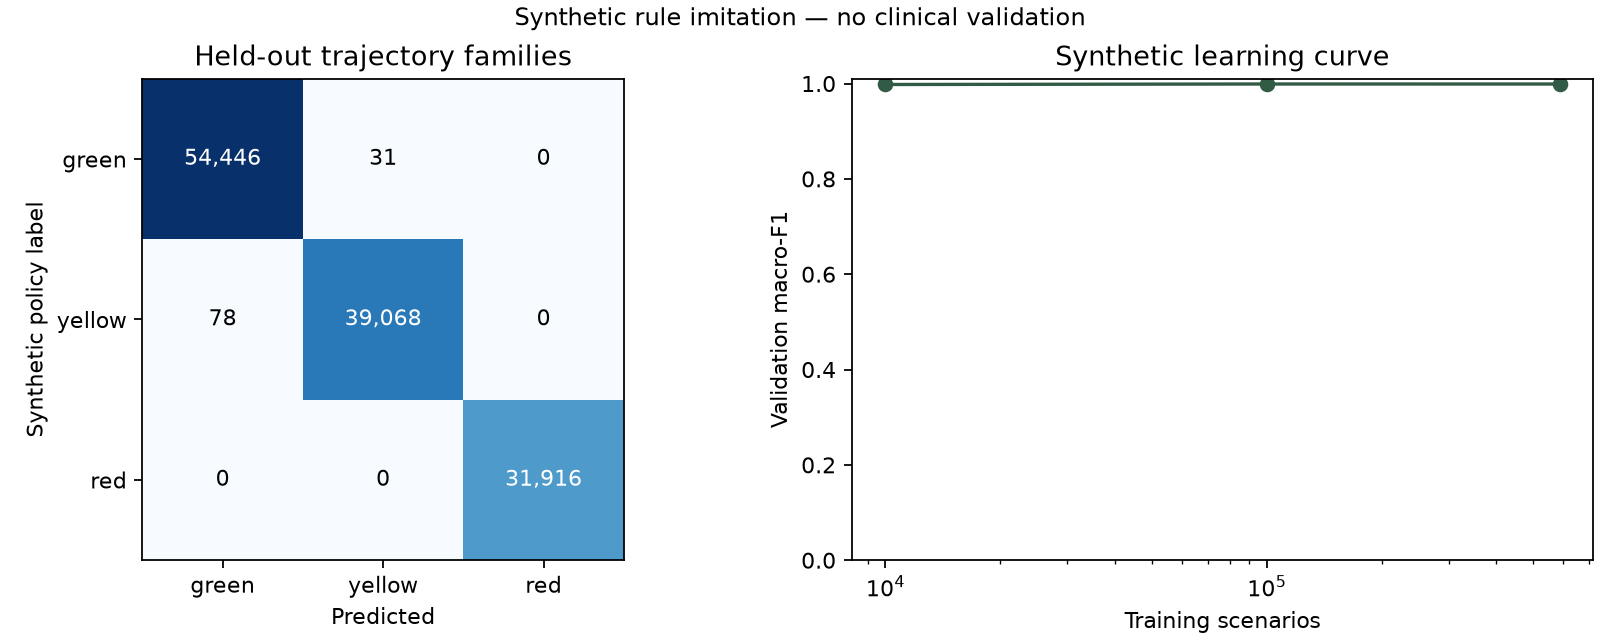 Synthetic rule imitation — no clinical validation
Held-out trajectory families
Synthetic policy label
green
54,446 31 0
yellow
78 39,068 0
red
0 0 31,916
green yellow red
Predicted
Synthetic learning curve
Validation macro-F1
1.0
0.8
0.6
0.4
0.2
0.0
10⁴ 10⁵
Training scenarios